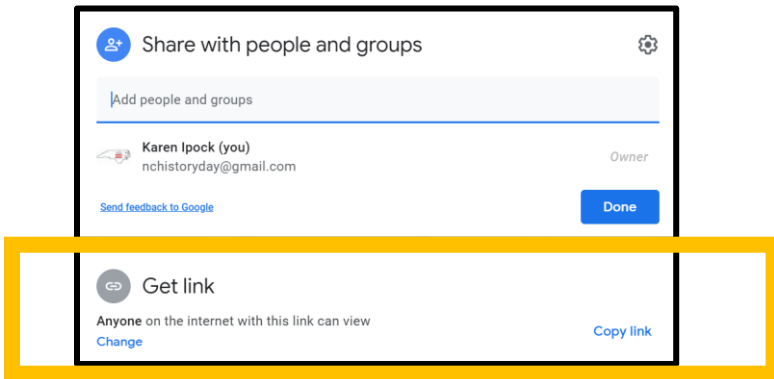 Share with people and groups
Add people and groups
Karen Ipock (you)
nchistoryday@gmail.com
Owner
Send feedback to Google
Done
Get link
Anyone on the internet with this link can view
Change
Copy link